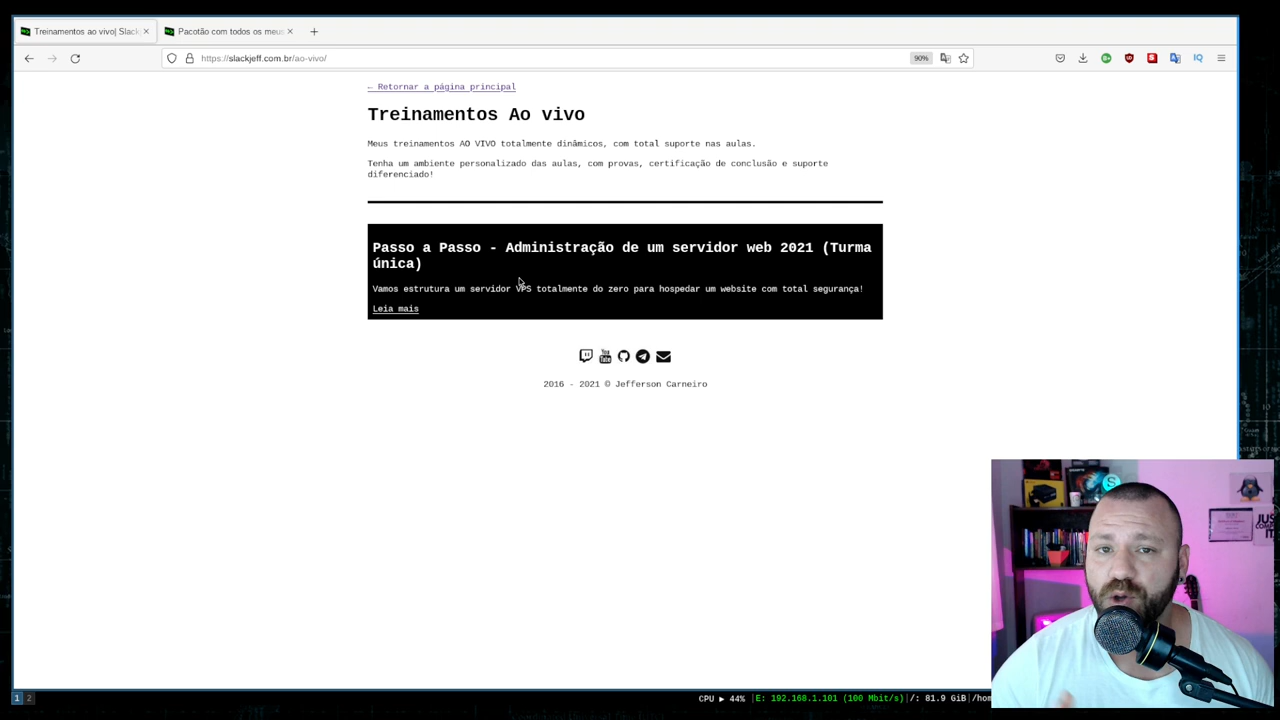 Treinamentos ao vivo| Slack
Pacotão com todos os meus
https://slackjeff.com.br/ao-vivo/
90%
← Retornar a página principal
Treinamentos Ao vivo
Meus treinamentos AO VIVO totalmente dinâmicos, com total suporte nas aulas.
Tenha um ambiente personalizado das aulas, com provas, certificação de conclusão e suporte
diferenciado!
Passo a Passo - Administração de um servidor web 2021 (Turma
única)
Vamos estrutura um servidor VPS totalmente do zero para hospedar um website com total segurança!
Leia mais
2016 - 2021 © Jefferson Carneiro
1 2
CPU ▶ 44% |E: 192.168.1.101 (100 Mbit/s)|/: 81.9 GiB|/hom